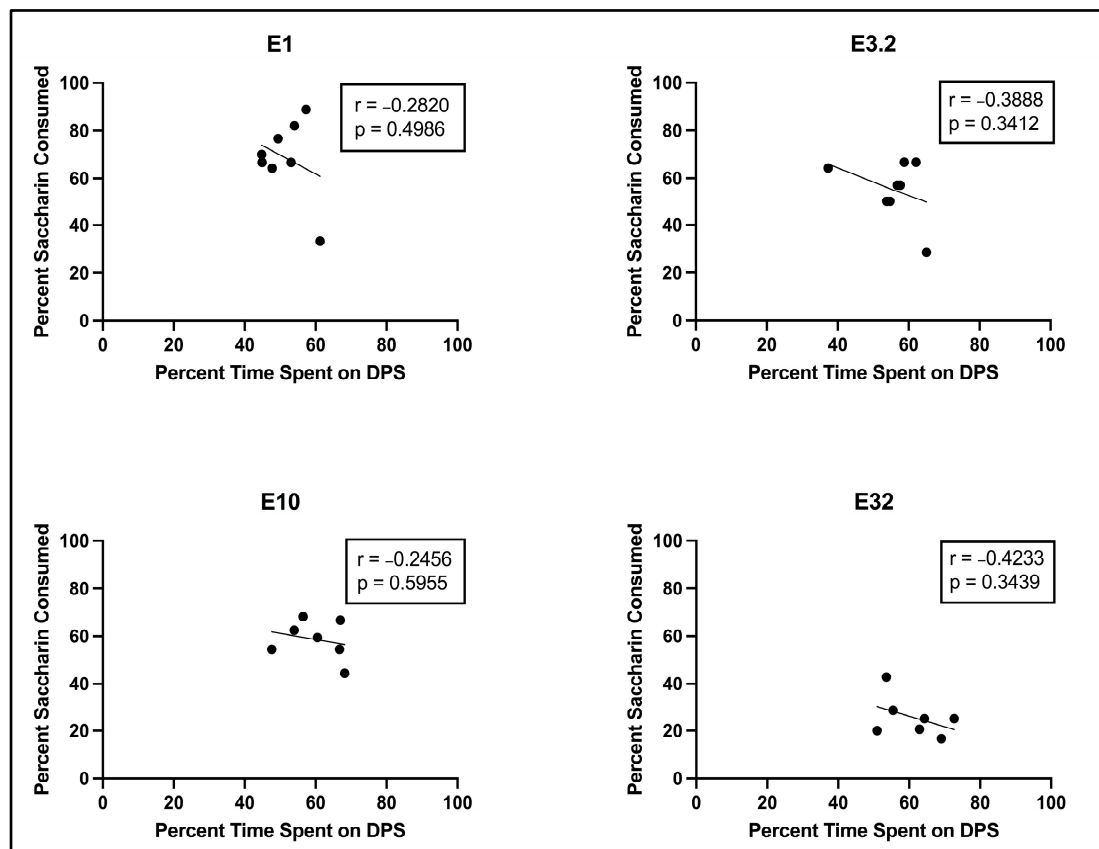 E1
r = −0.2820
p = 0.4986
Percent Saccharin Consumed
100
80
60
40
20
0
0 20 40 60 80 100
Percent Time Spent on DPS
E3.2
r = −0.3888
p = 0.3412
Percent Saccharin Consumed
100
80
60
40
20
0
0 20 40 60 80 100
Percent Time Spent on DPS
E10
r = −0.2456
p = 0.5955
Percent Saccharin Consumed
100
80
60
40
20
0
0 20 40 60 80 100
Percent Time Spent on DPS
E32
r = −0.4233
p = 0.3439
Percent Saccharin Consumed
100
80
60
40
20
0
0 20 40 60 80 100
Percent Time Spent on DPS